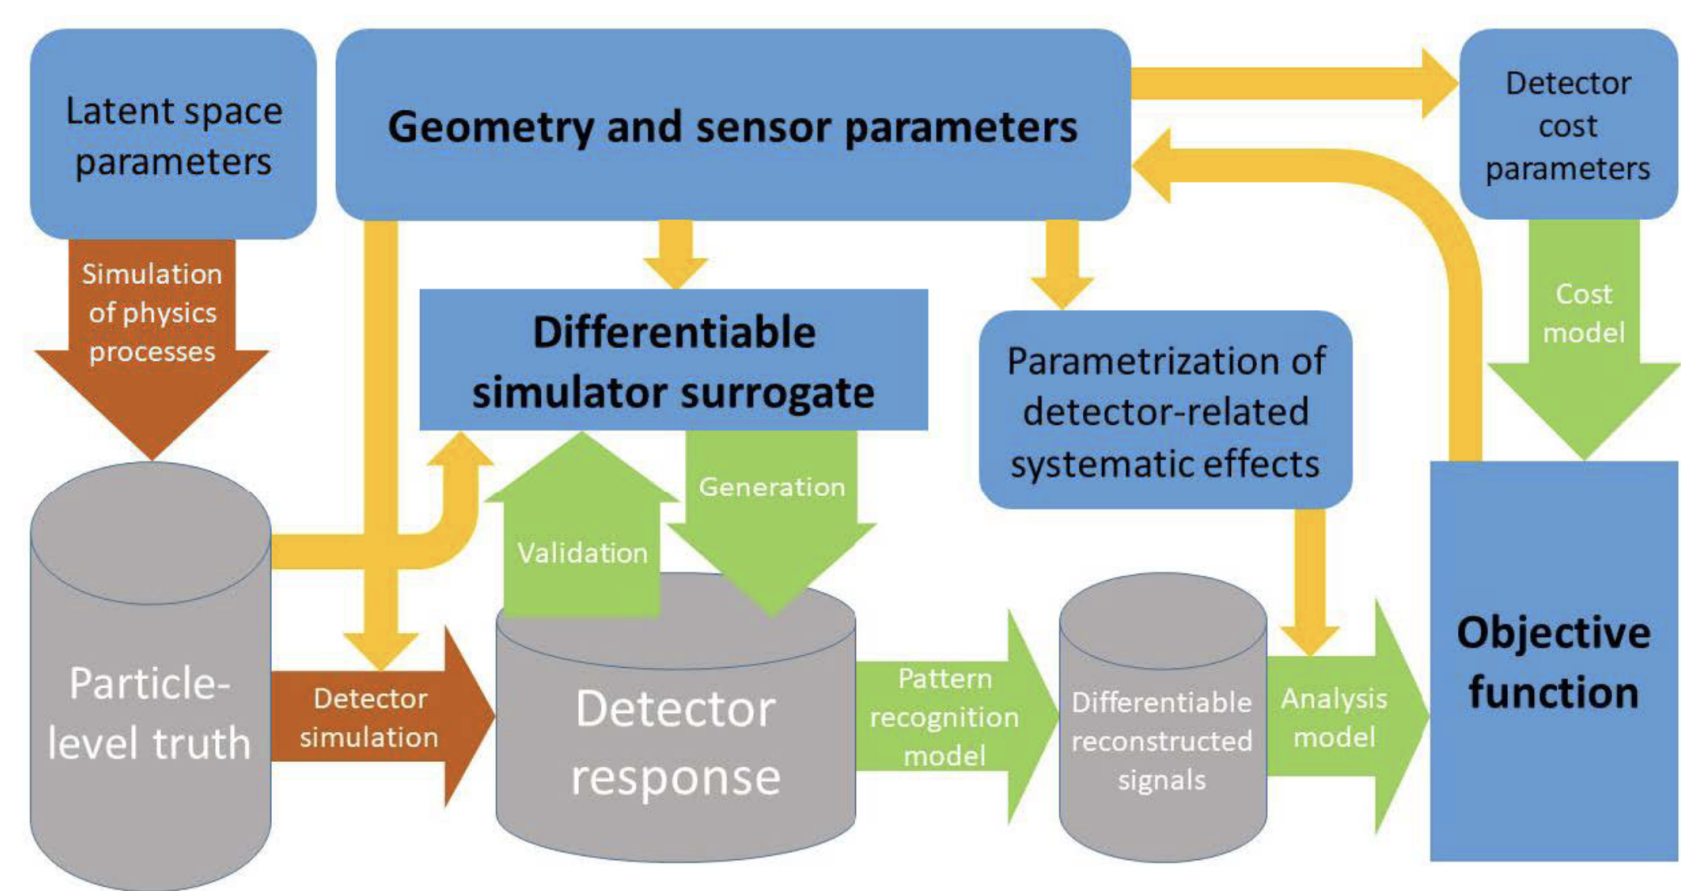 Latent space
parameters
Geometry and sensor parameters
Detector
cost
parameters
Simulation
of physics
processes
Differentiable
simulator surrogate
Parametrization of
detector-related
systematic effects
Cost
model
Validation
Generation
Particle-
level truth
Detector
simulation
Detector
response
Pattern
recognition
model
Differentiable
reconstructed
signals
Analysis
model
Objective
function